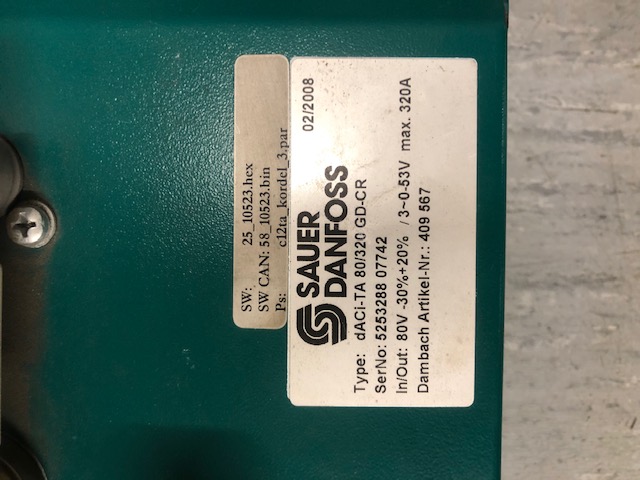 SW: 25_10523.hex
SW CAN: 58_10523.bin
Ps: c12ta_kordel_3.par
02/2008
SAUER
DANFOSS
Type: dACi-TA 80/320 GD-CR
SerNo: 5253288 07742
In/Out: 80V -30%+20% / 3~0-53V max. 320A
Dambach Artikel-Nr.: 409 567